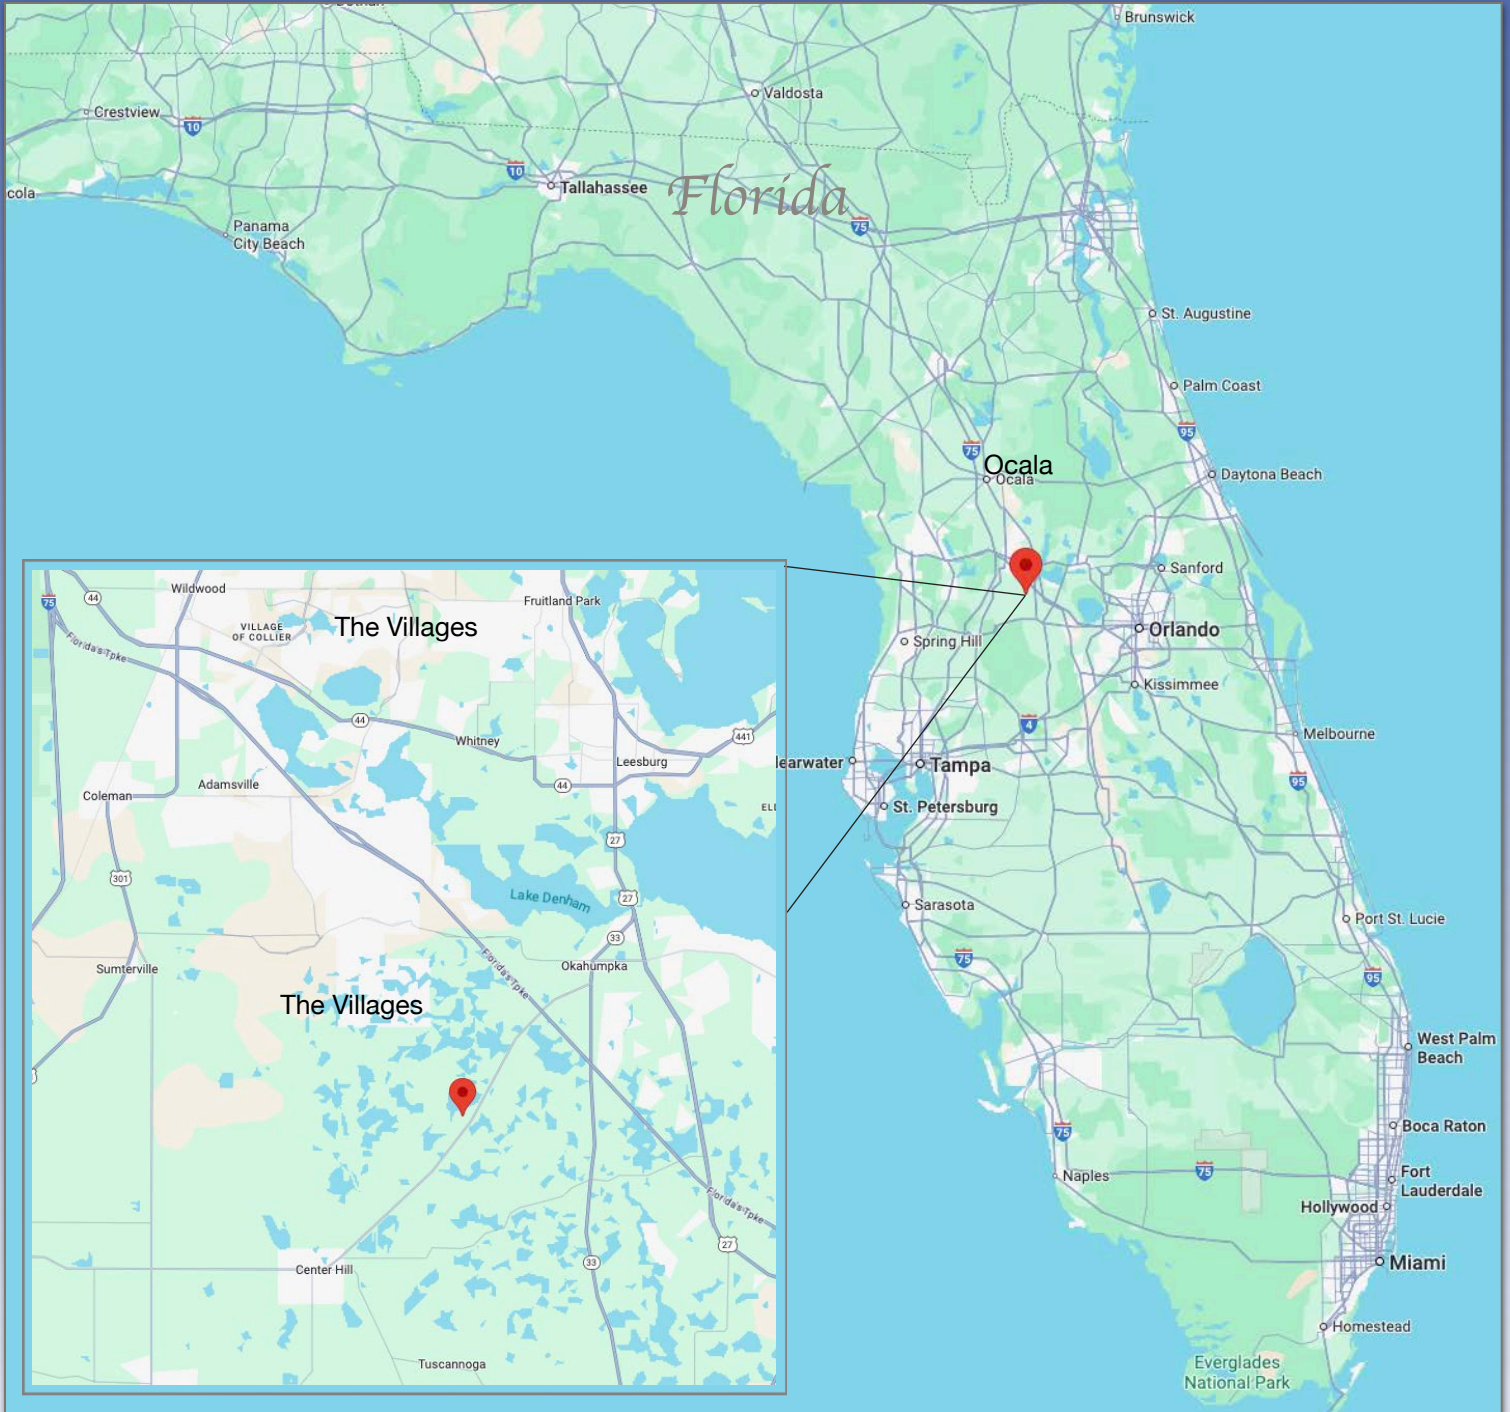 Brunswick
Valdosta
Crestview
10
10
Tallahassee
Florida
cola
75
Panama
City Beach
St. Augustine
Palm Coast
95
75
Ocala
Ocala
Daytona Beach
Sanford
Orlando
Spring Hill
Kissimmee
4
Melbourne
learwater
Tampa
95
St. Petersburg
Sarasota
Port St. Lucie
75
95
West Palm
Beach
Boca Raton
75
75
Naples
Fort
Lauderdale
Hollywood
Miami
Homestead
Everglades
National Park
Wildwood
75
44
Fruitland Park
VILLAGE
OF COLLIER
The Villages
Florida's Tpke
44
441
Whitney
Leesburg
Adamsville
44
Coleman
ELI
27
301
Lake Denham
27
33
Sumterville
Florida's Tpke
Okahumpka
The Villages
Florida's Tpke
27
Center Hill
33
Tuscannoga